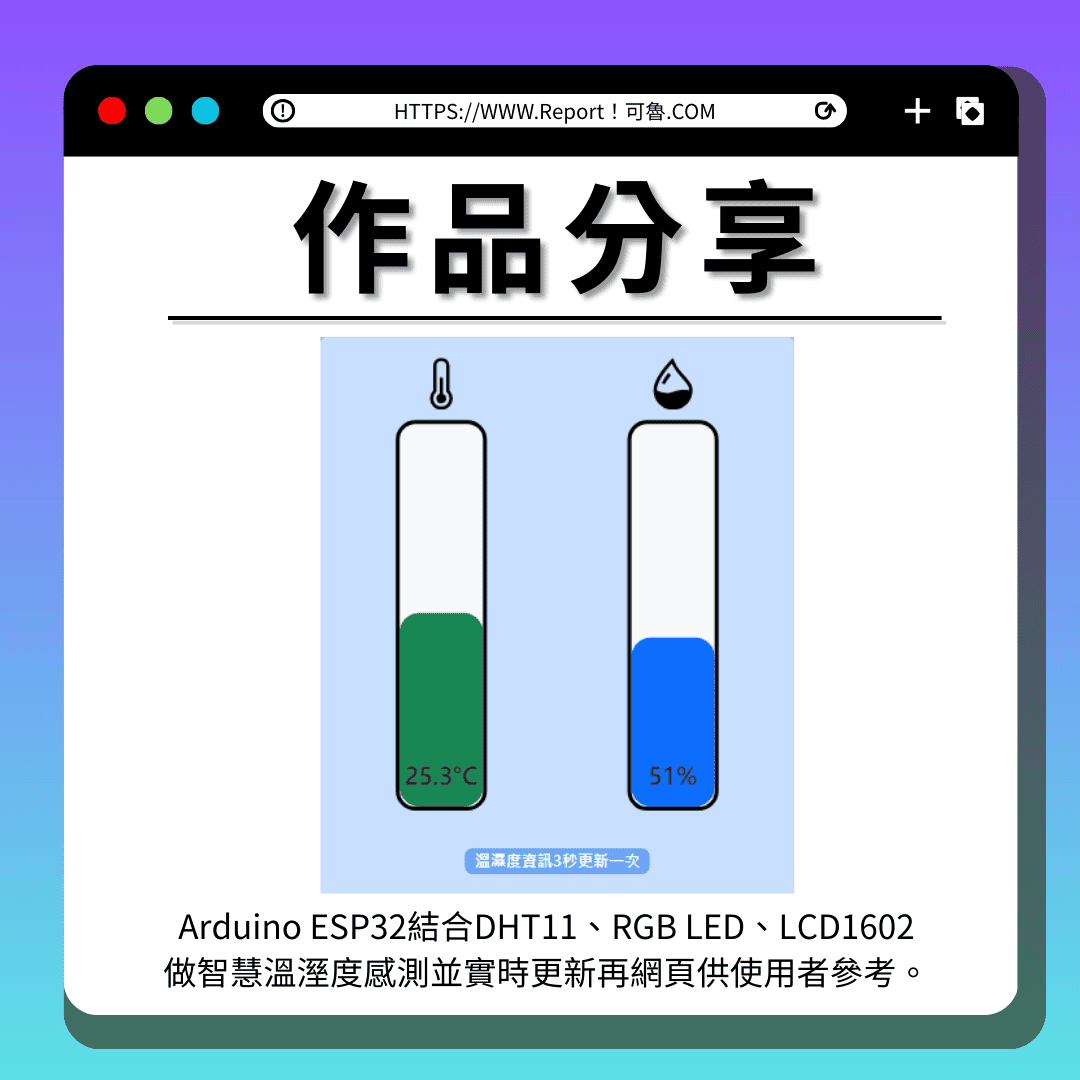 HTTPS://WWW.Report！可魯.COM
作品分享
25.3°C
51%
溫濕度資訊3秒更新一次
Arduino ESP32結合DHT11、RGB LED、LCD1602
做智慧溫溼度感測並實時更新再網頁供使用者參考。